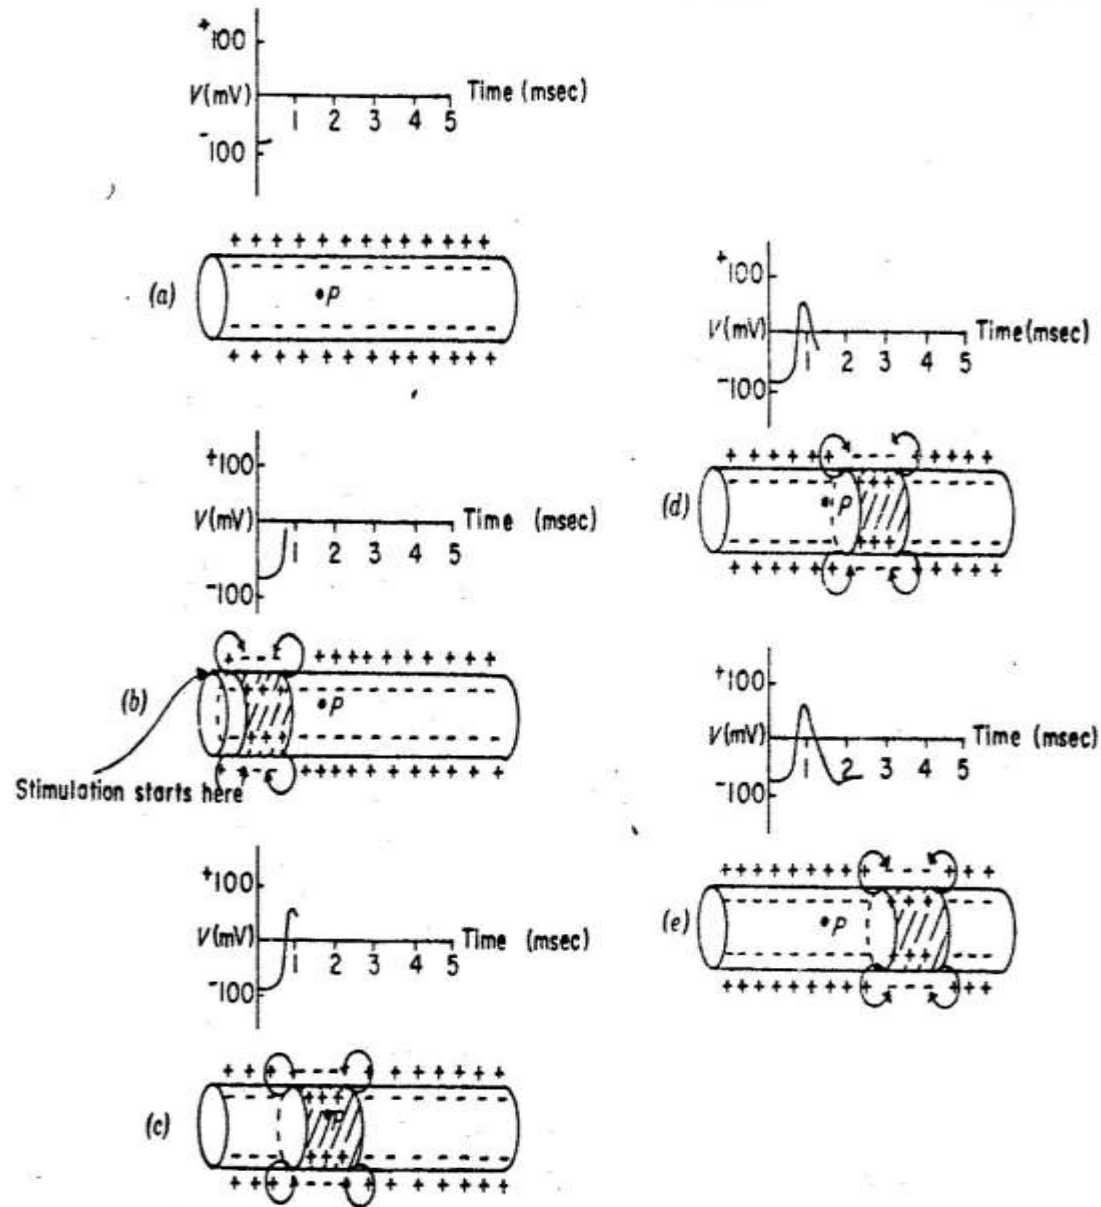 +100
V(mV) Time (msec)
1 2 3 4 5
-100
+ + + + + + + + + + + + +
- - - - - - - - - - -
(a) •P
- - - - - - - - - - -
+ + + + + + + + + + + + +
+100
V(mV) Time (msec)
1 2 3 4 5
-100
(b) •P
Stimulation starts here
+100
V(mV) Time (msec)
1 2 3 4 5
-100
(c) P
+100
V(mV) Time(msec)
1 2 3 4 5
-100
(d) •P
+100
V(mV) Time (msec)
1 2 3 4 5
-100
(e) •P